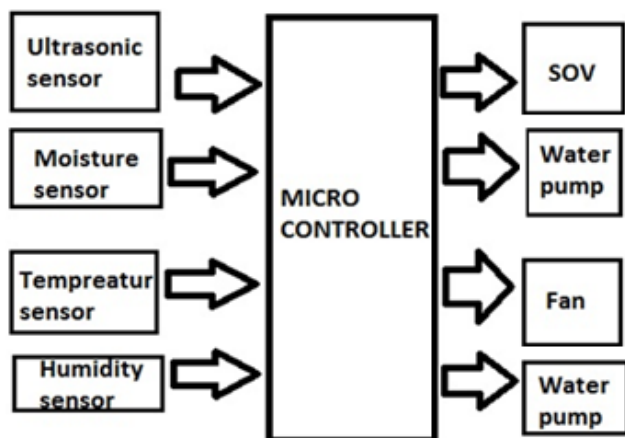 Ultrasonic
sensor
Moisture
sensor
Tempreatur
sensor
Humidity
sensor
MICRO
CONTROLLER
SOV
Water
pump
Fan
Water
pump